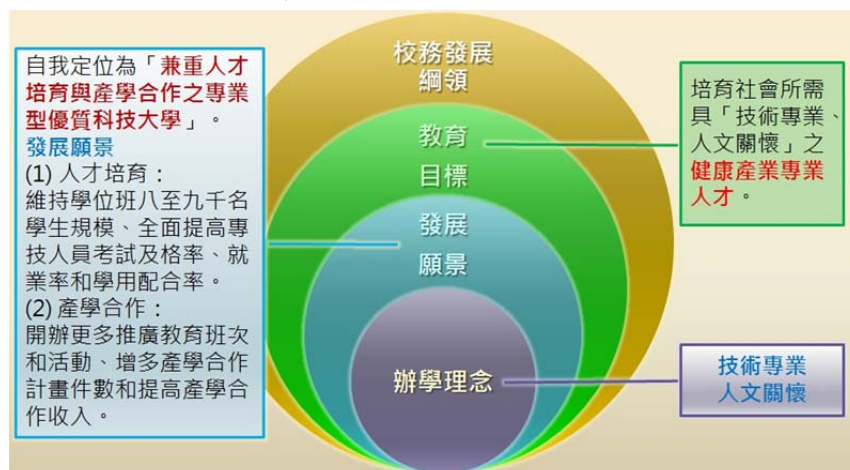 自我定位為「兼重人才
培育與產學合作之專業
型優質科技大學」。
發展願景
(1) 人才培育：
維持學位班八至九千名
學生規模、全面提高專
技人員考試及格率、就
業率和學用配合率。
(2) 產學合作：
開辦更多推廣教育班次
和活動、增多產學合作
計畫件數和提高產學合
作收入。
校務發展
綱領
教育
目標
發展
願景
辦學理念
培育社會所需
具「技術專業、
人文關懷」之
健康產業專業
人才。
技術專業
人文關懷